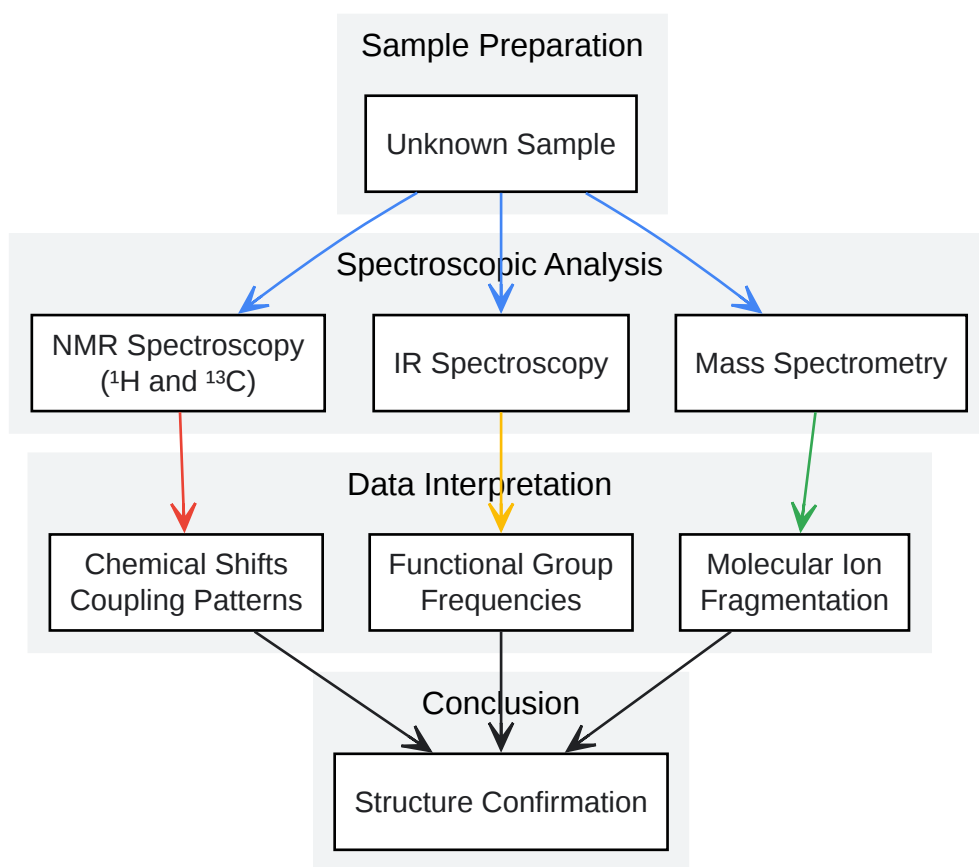 Sample Preparation
Unknown Sample
Spectroscopic Analysis
NMR Spectroscopy
(¹H and ¹³C)
IR Spectroscopy
Mass Spectrometry
Data Interpretation
Chemical Shifts
Coupling Patterns
Functional Group
Frequencies
Molecular Ion
Fragmentation
Conclusion
Structure Confirmation